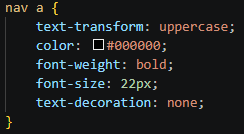 nav a {
    text-transform: uppercase;
    color: #000000;
    font-weight: bold;
    font-size: 22px;
    text-decoration: none;
}